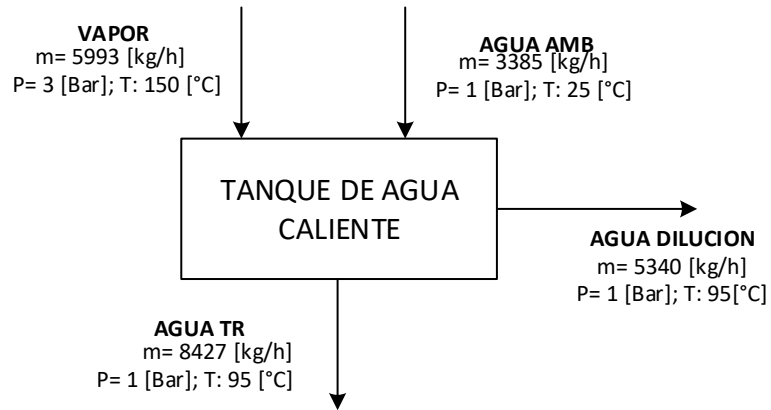 VAPOR
m= 5993 [kg/h]
P= 3 [Bar]; T: 150 [°C]
AGUA AMB
m= 3385 [kg/h]
P= 1 [Bar]; T: 25 [°C]
TANQUE DE AGUA
CALIENTE
AGUA DILUCION
m= 5340 [kg/h]
P= 1 [Bar]; T: 95[°C]
AGUA TR
m= 8427 [kg/h]
P= 1 [Bar]; T: 95 [°C]